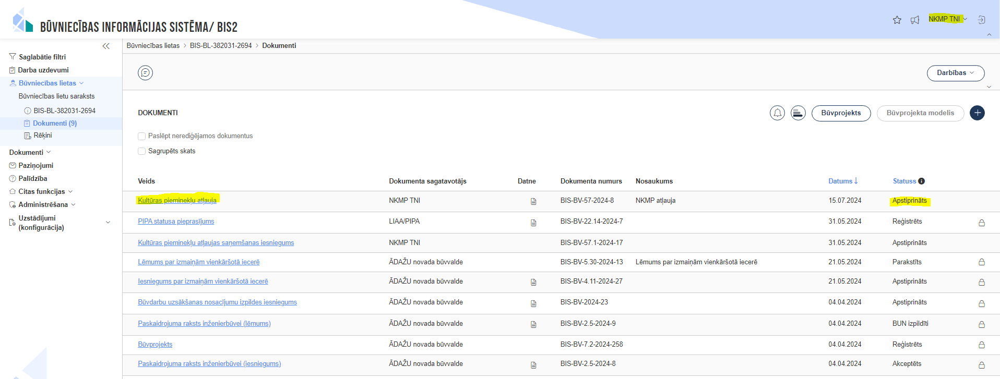 BŪVNIECĪBAS INFORMĀCIJAS SISTĒMA/ BIS2
NKMP TNI
Saglabātie filtri
Darba uzdevumi
Būvniecības lietas
Būvniecības lietu saraksts
BIS-BL-382031-2694
Dokumenti (9)
Rēķini
Dokumenti
Paziņojumi
Palīdzība
Citas funkcijas
Administrēšana
Uzstādījumi
(konfigurācija)
Būvniecības lietas > BIS-BL-382031-2694 > Dokumenti
Darbības
DOKUMENTI
Būvprojekts
Būvprojekta modelis
Paslēpt nerediģējamos dokumentus
Sagrupēts skats
Veids Dokumenta sagatavotājs Datne Dokumenta numurs Nosaukums Datums Statuss
Kultūras pieminekļu atļauja NKMP TNI BIS-BV-57-2024-8 NKMP atļauja 15.07.2024 Apstiprināts
PIPA statusa pieprasījums LIAA/PIPA BIS-BV-22.14-2024-7 31.05.2024 Reģistrēts
Kultūras pieminekļu atļaujas saņemšanas iesniegums NKMP TNI BIS-BV-57.1-2024-17 31.05.2024 Apstiprināts
Lēmums par izmaiņām vienkāršotā iecerē ĀDAŽU novada būvvalde BIS-BV-5.30-2024-13 Lēmums par izmaiņām vienkāršotā iecerē 21.05.2024 Parakstīts
Iesniegums par izmaiņām vienkāršotā iecerē ĀDAŽU novada būvvalde BIS-BV-4.11-2024-27 21.05.2024 Apstiprināts
Būvdarbu uzsākšanas nosacījumu izpildes iesniegums ĀDAŽU novada būvvalde BIS-BV-2024-23 04.04.2024 Apstiprināts
Paskaidrojuma raksts inženierbūvei (lēmums) ĀDAŽU novada būvvalde BIS-BV-2.5-2024-9 04.04.2024 BUN izpildīti
Būvprojekts ĀDAŽU novada būvvalde BIS-BV-7.2-2024-258 04.04.2024 Reģistrēts
Paskaidrojuma raksts inženierbūvei (iesniegums) ĀDAŽU novada būvvalde BIS-BV-2.5-2024-8 04.04.2024 Akceptēts